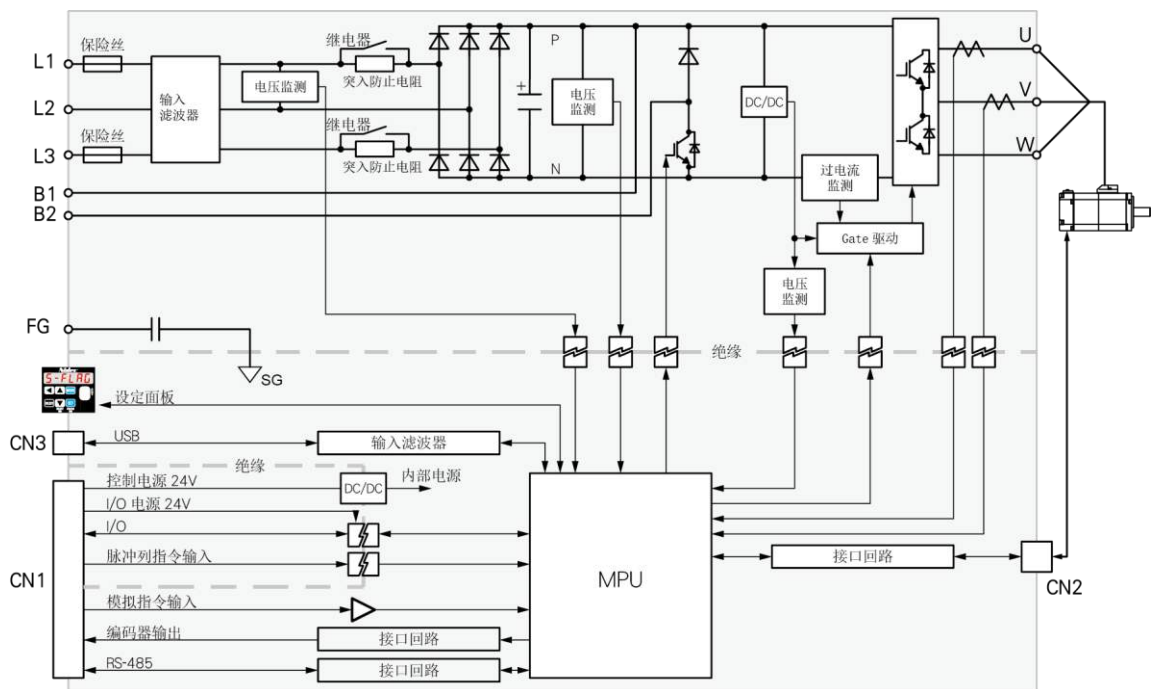 保险丝
L1
L2
保险丝
L3
B1
B2
输入
滤波器
电压监测
继电器
突入防止电阻
继电器
突入防止电阻
P
+
N
电压
监测
DC/DC
过电流
监测
Gate 驱动
电压
监测
U
V
W
FG
SG
绝缘
S-FLAG
设定面板
CN3
USB
输入滤波器
绝缘
控制电源 24V
DC/DC
内部电源
I/O 电源 24V
I/O
脉冲列指令输入
CN1
模拟指令输入
编码器输出
接口回路
RS-485
接口回路
MPU
接口回路
CN2